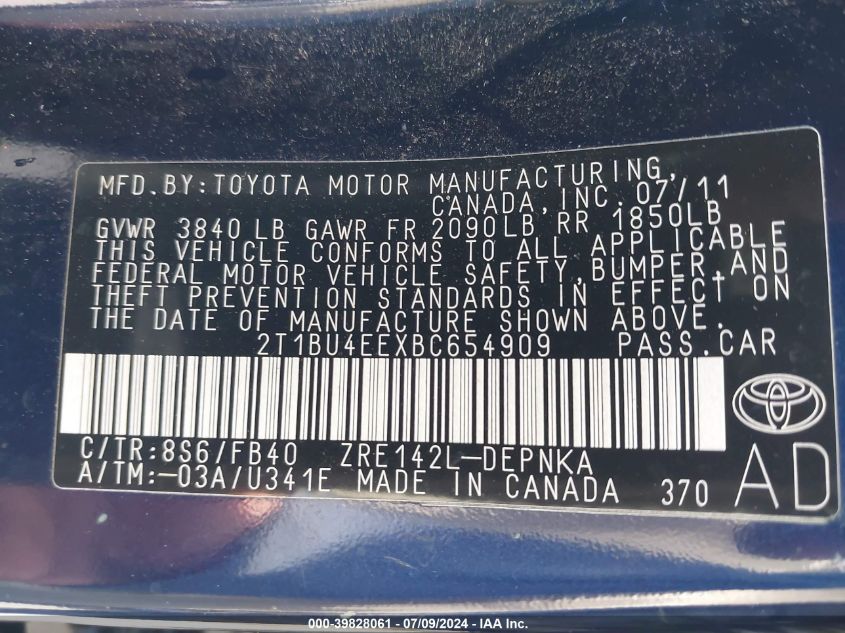 MFD.BY:TOYOTA MOTOR MANUFACTURING,
CANADA,INC. 07/11
GVWR 3840 LB GAWR FR 2090LB RR 1850LB
THIS VEHICLE CONFORMS TO ALL APPLICABLE
FEDERAL MOTOR VEHICLE SAFETY,BUMPER,AND
THEFT PREVENTION STANDARDS IN EFFECT ON
THE DATE OF MANUFACTURE SHOWN ABOVE.
2T1BU4EEXBC654909 PASS.CAR
C/TR:8S6/FB40 ZRE142L-DEPNKA
A/TM:-03A/U341E MADE IN CANADA 370
AD
000-39828061 - 07/09/2024 - IAA Inc.